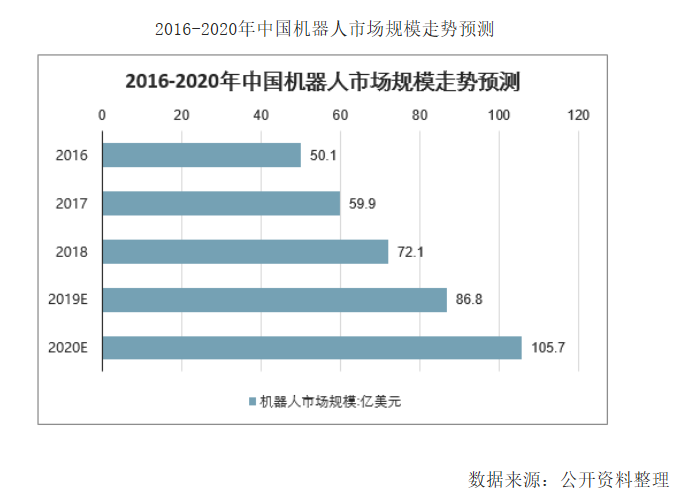 2016-2020年中国机器人市场规模走势预测
2016-2020年中国机器人市场规模走势预测
0 20 40 60 80 100 120
2016 50.1
2017 59.9
2018 72.1
2019E 86.8
2020E 105.7
机器人市场规模:亿美元
数据来源: 公开资料整理